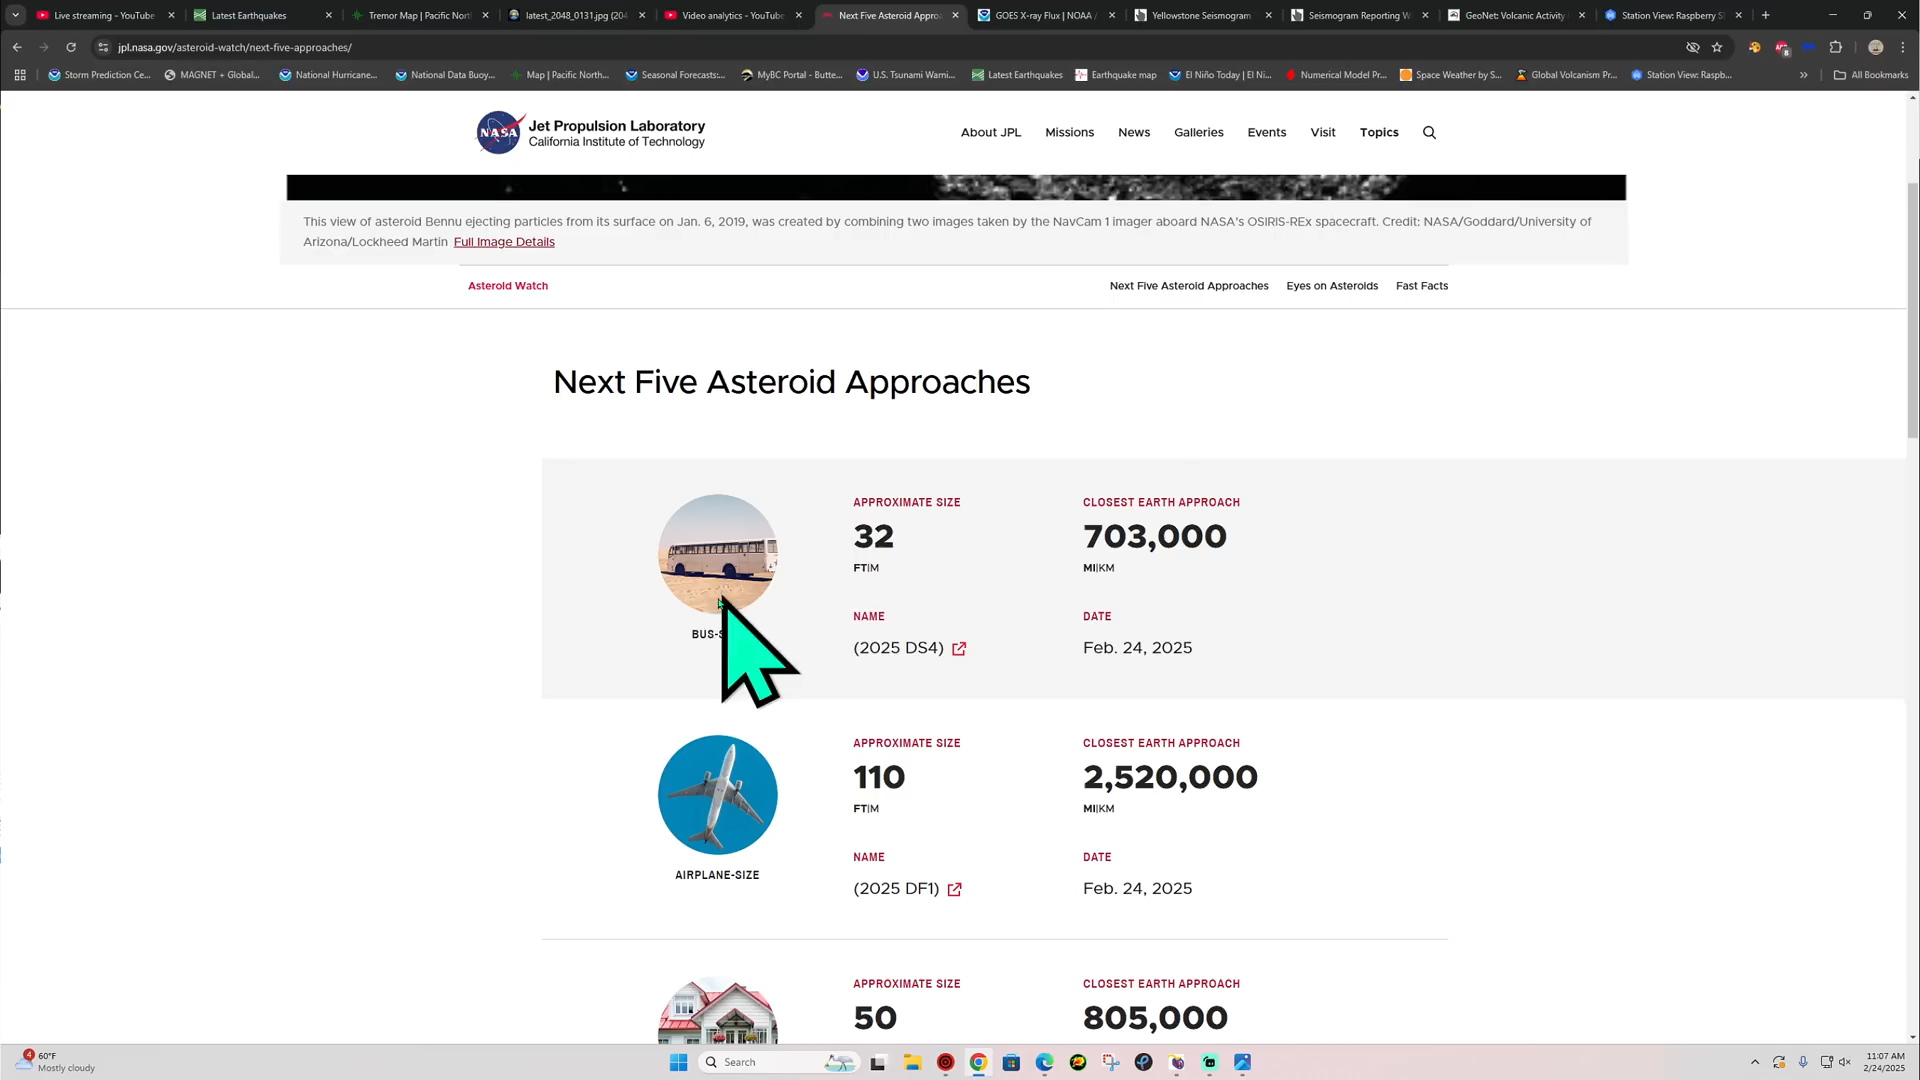 Live streaming - YouTube
Latest Earthquakes
Tremor Map | Pacific Nort
latest_2048_0131.jpg (204
Video analytics - YouTube
Next Five Asteroid Approa
GOES X-ray Flux | NOAA /
Yellowstone Seismogram
Seismogram Reporting W
GeoNet: Volcanic Activity
Station View: Raspberry S
jpl.nasa.gov/asteroid-watch/next-five-approaches/
Storm Prediction Ce...
MAGNET + Global...
National Hurricane...
National Data Buoy...
Map | Pacific North...
Seasonal Forecasts:...
MyBC Portal - Butte...
U.S. Tsunami Warni...
Latest Earthquakes
Earthquake map
El Niño Today | El Ni...
Numerical Model Pr...
Space Weather by S...
Global Volcanism Pr...
Station View: Raspb...
All Bookmarks
NASA
Jet Propulsion Laboratory
California Institute of Technology
About JPL
Missions
News
Galleries
Events
Visit
Topics
This view of asteroid Bennu ejecting particles from its surface on Jan. 6, 2019, was created by combining two images taken by the NavCam 1 imager aboard NASA's OSIRIS-REx spacecraft. Credit: NASA/Goddard/University of
Arizona/Lockheed Martin Full Image Details
Asteroid Watch
Next Five Asteroid Approaches
Eyes on Asteroids
Fast Facts
Next Five Asteroid Approaches
APPROXIMATE SIZE
CLOSEST EARTH APPROACH
32
703,000
FT|M
MI|KM
NAME
DATE
BUS-S
(2025 DS4)
Feb. 24, 2025
APPROXIMATE SIZE
CLOSEST EARTH APPROACH
110
2,520,000
FT|M
MI|KM
NAME
DATE
AIRPLANE-SIZE
(2025 DF1)
Feb. 24, 2025
APPROXIMATE SIZE
CLOSEST EARTH APPROACH
50
805,000
4
60°F
Mostly cloudy
Search
11:07 AM
2/24/2025